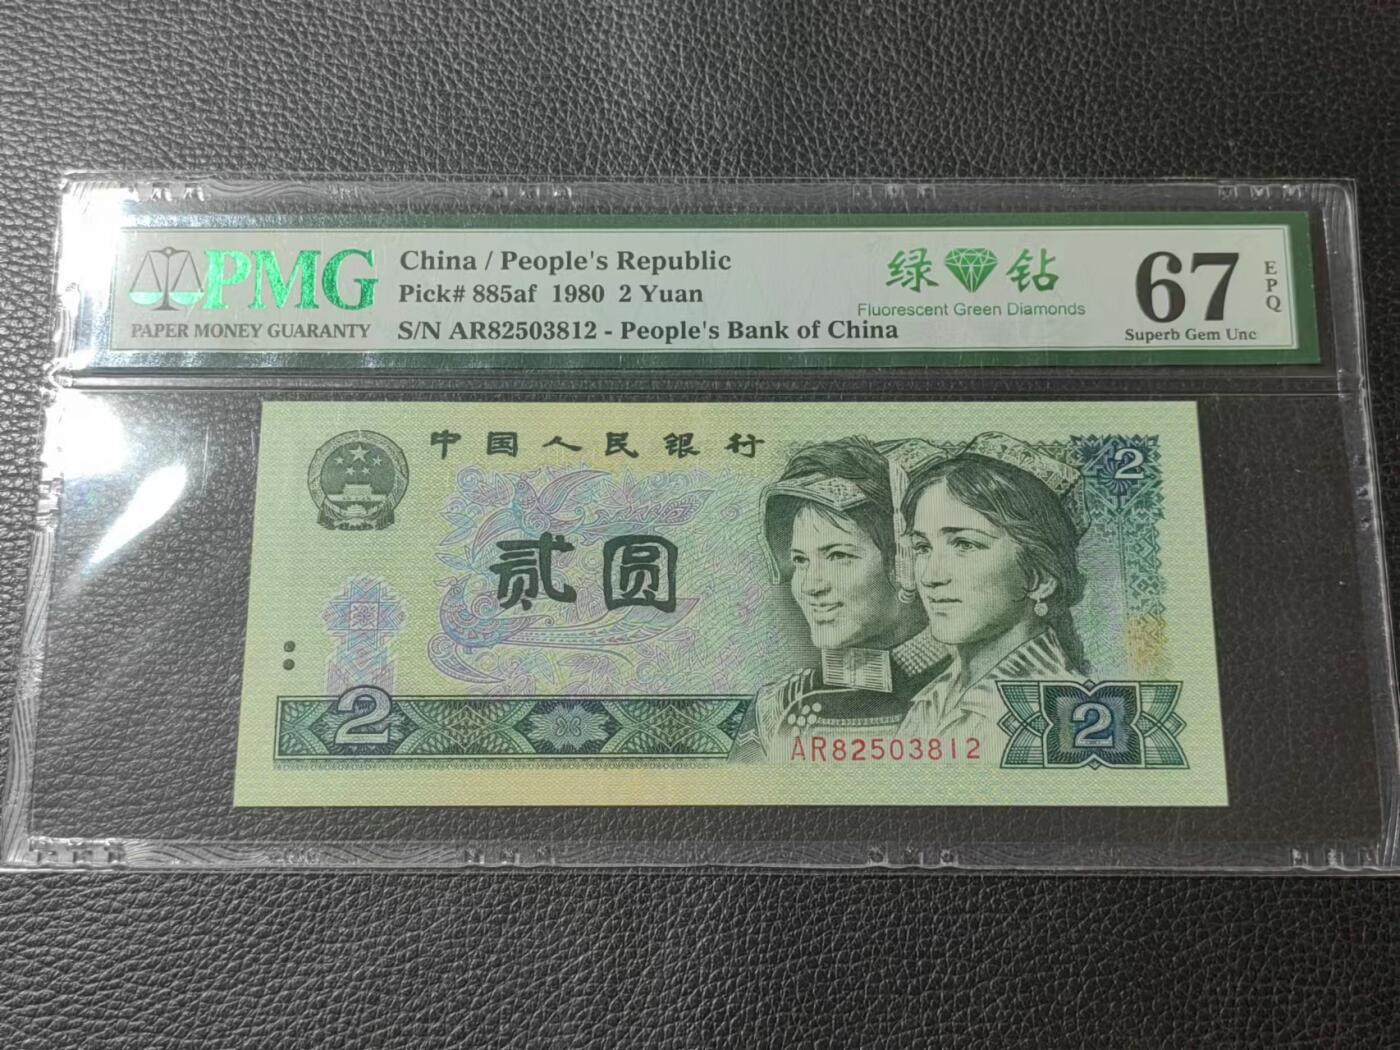 PMG
PAPER MONEY GUARANTY
China / People's Republic
Pick# 885af 1980 2 Yuan
S/N AR82503812 - People's Bank of China
绿 钻
Fluorescent Green Diamonds
67
Superb Gem Unc
EPQ
中国人民银行
2
贰圆
2
AR82503812
2